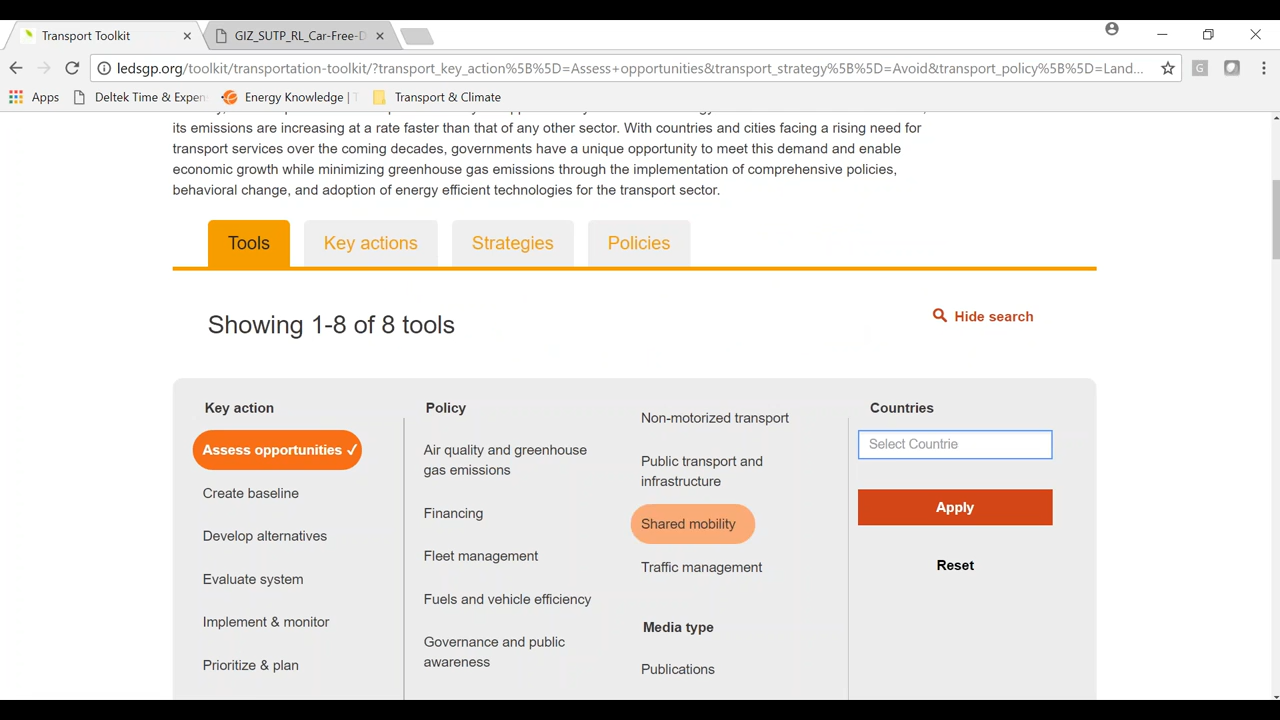 Transport Toolkit
GIZ_SUTP_RL_Car-Free-D
ledsgp.org/toolkit/transportation-toolkit/?transport_key_action%5B%5D=Assess+opportunities&transport_strategy%5B%5D=Avoid&transport_policy%5B%5D=Land...
Apps
Deltek Time & Expen
Energy Knowledge |
Transport & Climate
its emissions are increasing at a rate faster than that of any other sector. With countries and cities facing a rising need for
transport services over the coming decades, governments have a unique opportunity to meet this demand and enable
economic growth while minimizing greenhouse gas emissions through the implementation of comprehensive policies,
behavioral change, and adoption of energy efficient technologies for the transport sector.
Tools
Key actions
Strategies
Policies
Showing 1-8 of 8 tools
Hide search
Key action
Assess opportunities ✓
Create baseline
Develop alternatives
Evaluate system
Implement & monitor
Prioritize & plan
Policy
Air quality and greenhouse
gas emissions
Financing
Fleet management
Fuels and vehicle efficiency
Governance and public
awareness
Non-motorized transport
Public transport and
infrastructure
Shared mobility
Traffic management
Media type
Publications
Countries
Select Countrie
Apply
Reset